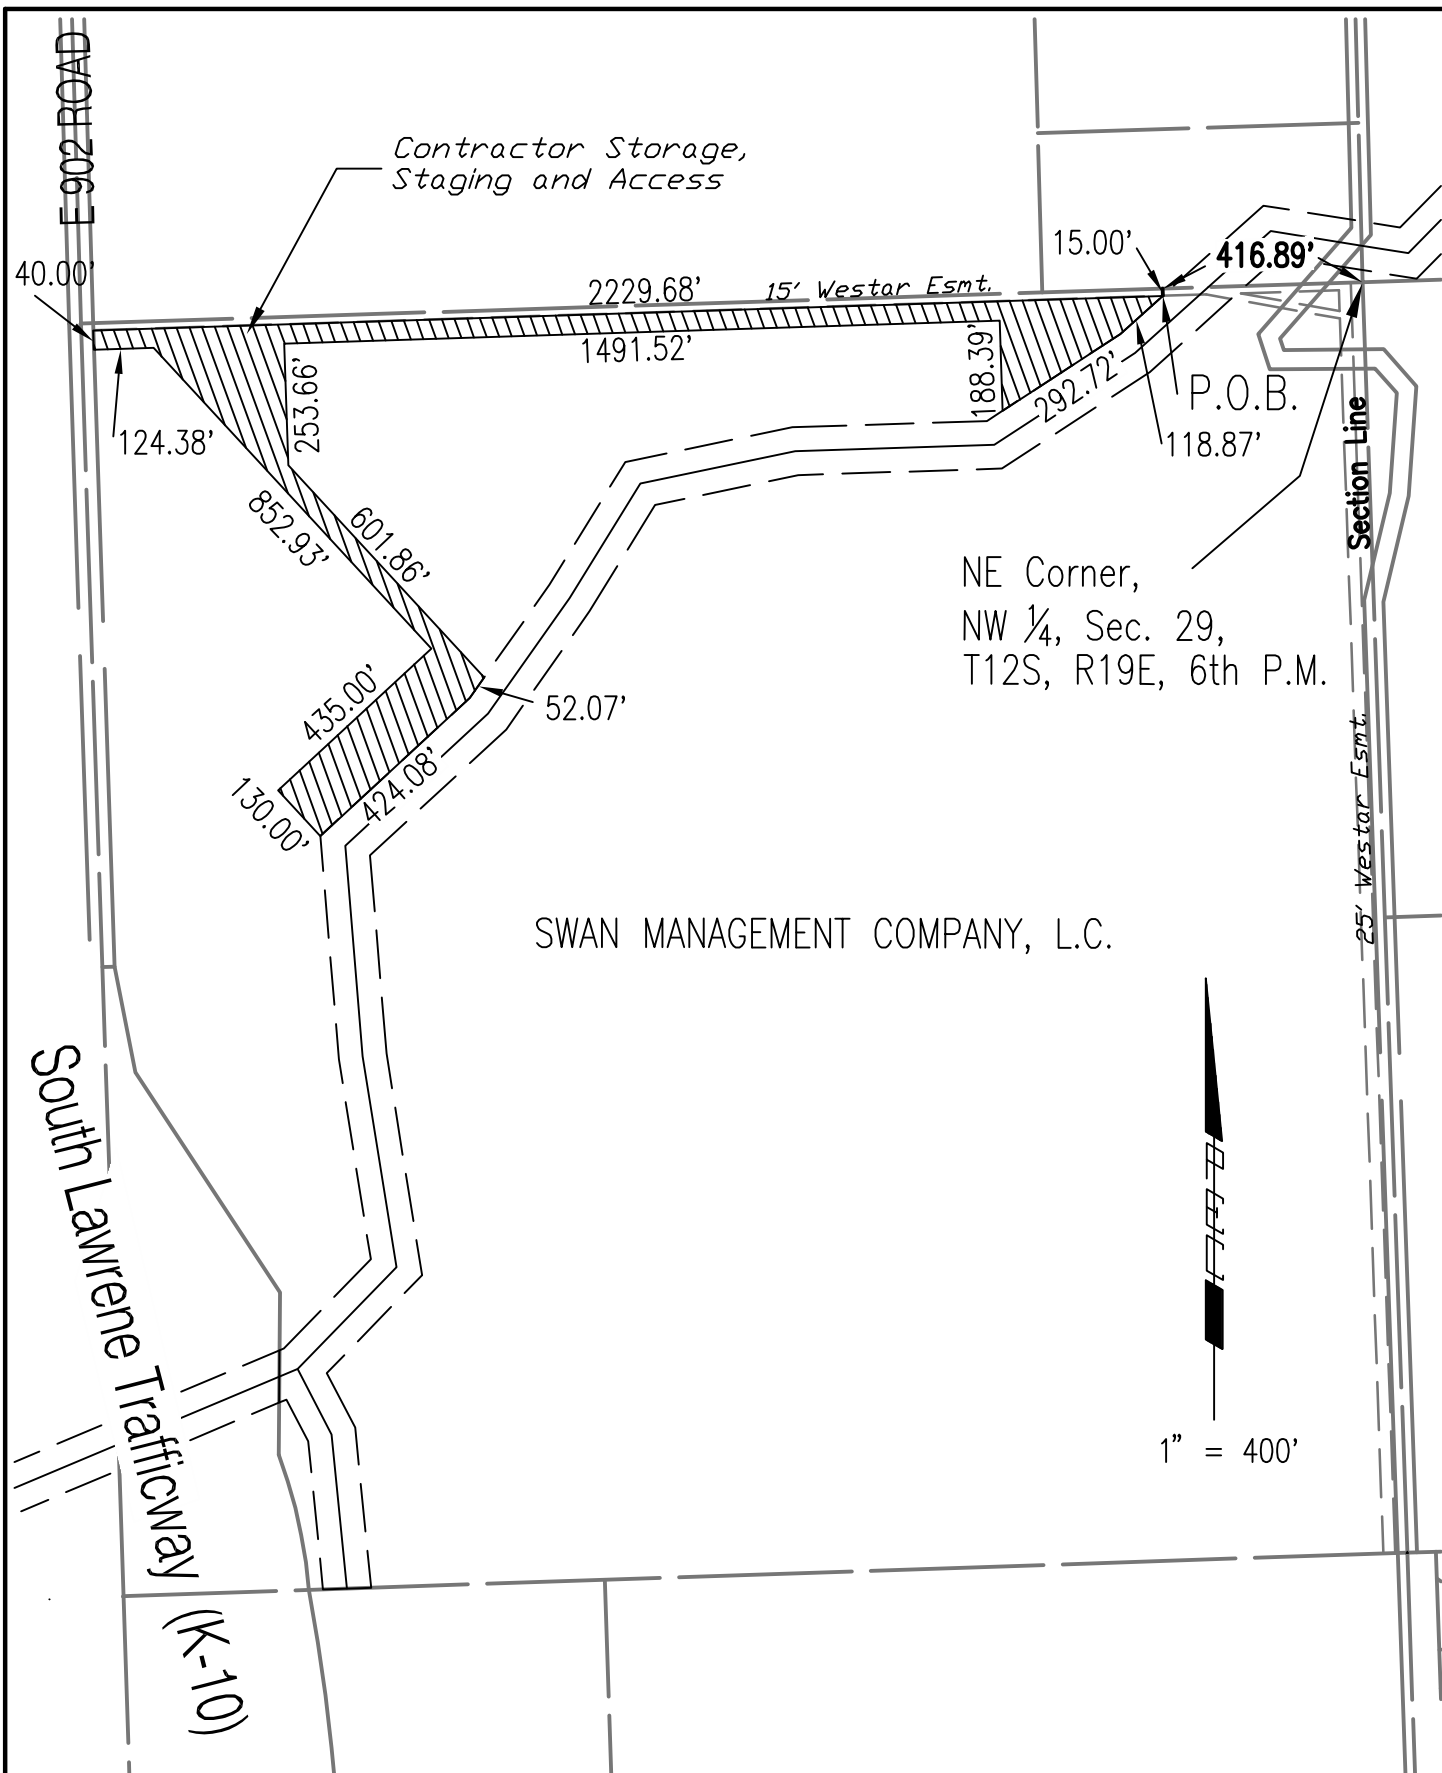 E 902 ROAD
Contractor Storage,
Staging and Access
40.00'
15.00'
416.89'
2229.68'
15' Westar Esmt.
1491.52'
253.66'
188.39'
292.72'
P.O.B.
118.87'
124.38'
Section Line
852.93'
601.86'
NE Corner,
NW ¼, Sec. 29,
T12S, R19E, 6th P.M.
435.00'
52.07'
424.08'
130.00'
25' Westar Esmt.
SWAN MANAGEMENT COMPANY, L.C.
South Lawrene Trafficway
(K-10)
1" = 400'